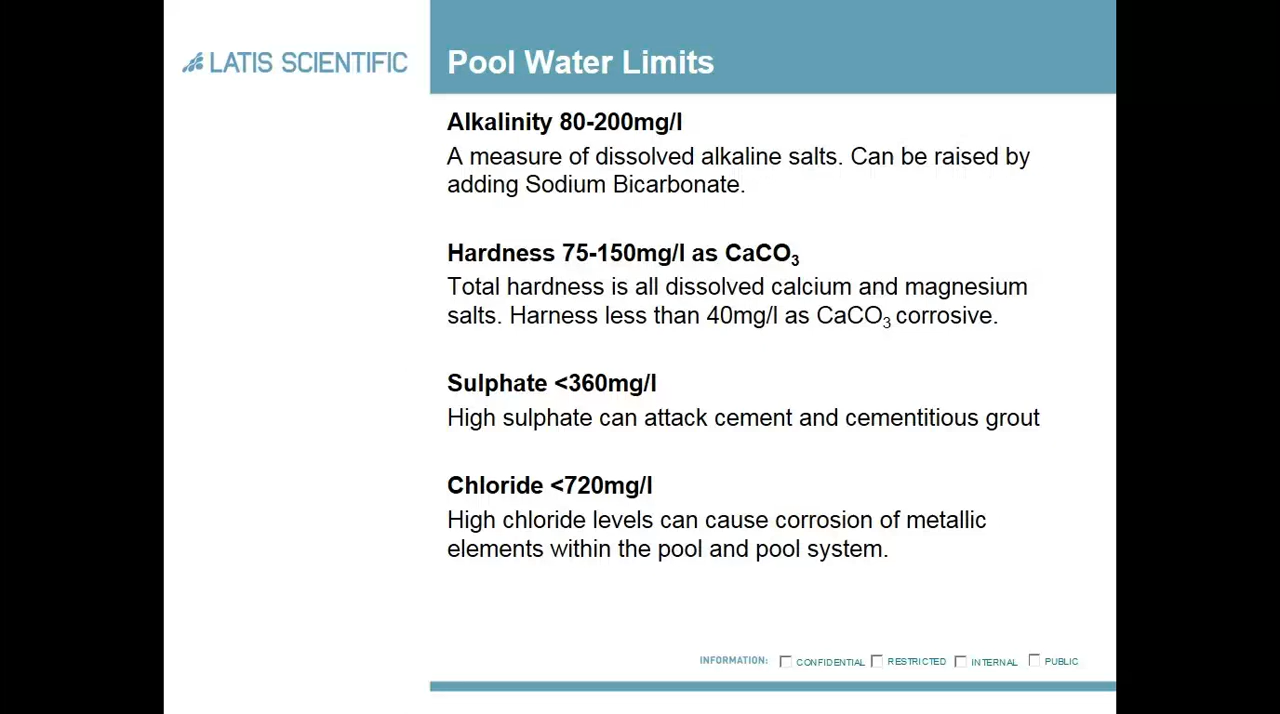 LATIS SCIENTIFIC
Pool Water Limits
Alkalinity 80-200mg/l
A measure of dissolved alkaline salts. Can be raised by
adding Sodium Bicarbonate.
Hardness 75-150mg/l as CaCO₃
Total hardness is all dissolved calcium and magnesium
salts. Harness less than 40mg/l as CaCO₃ corrosive.
Sulphate <360mg/l
High sulphate can attack cement and cementitious grout
Chloride <720mg/l
High chloride levels can cause corrosion of metallic
elements within the pool and pool system.
INFORMATION: CONFIDENTIAL RESTRICTED INTERNAL PUBLIC